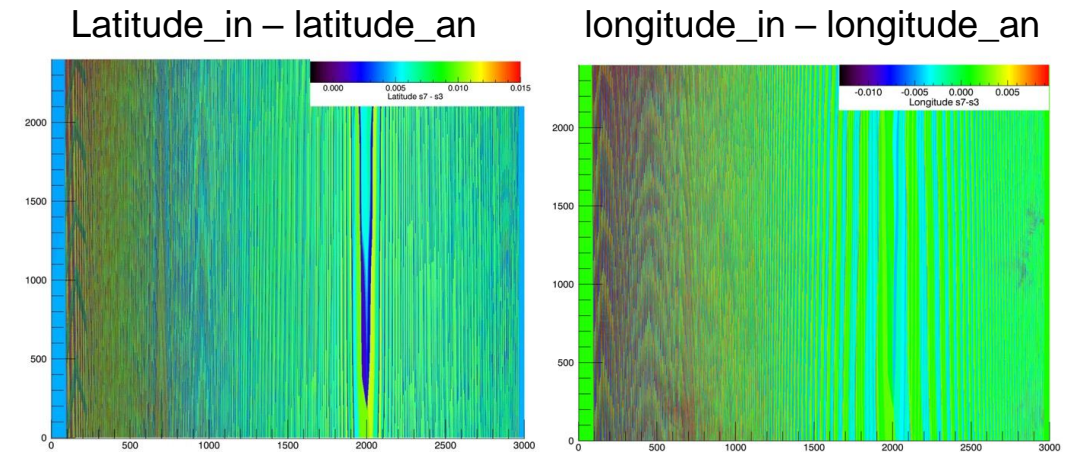 Latitude_in – latitude_an
longitude_in – longitude_an
0.000 0.005 0.010 0.015
Latitude s7 - s3
-0.010 -0.005 0.000 0.005
Longitude s7-s3
2000
1500
1000
500
0
0 500 1000 1500 2000 2500 3000
2000
1500
1000
500
0
0 500 1000 1500 2000 2500 3000